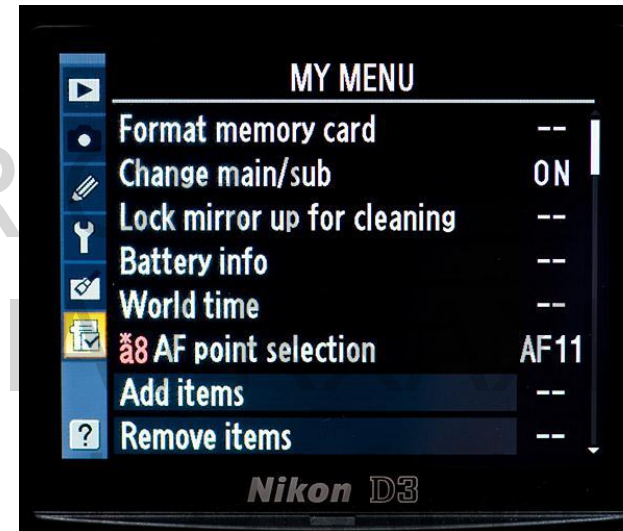 MY MENU
Format memory card --
Change main/sub ON
Lock mirror up for cleaning --
Battery info --
World time --
a8 AF point selection AF11
Add items --
? Remove items --
Nikon D3